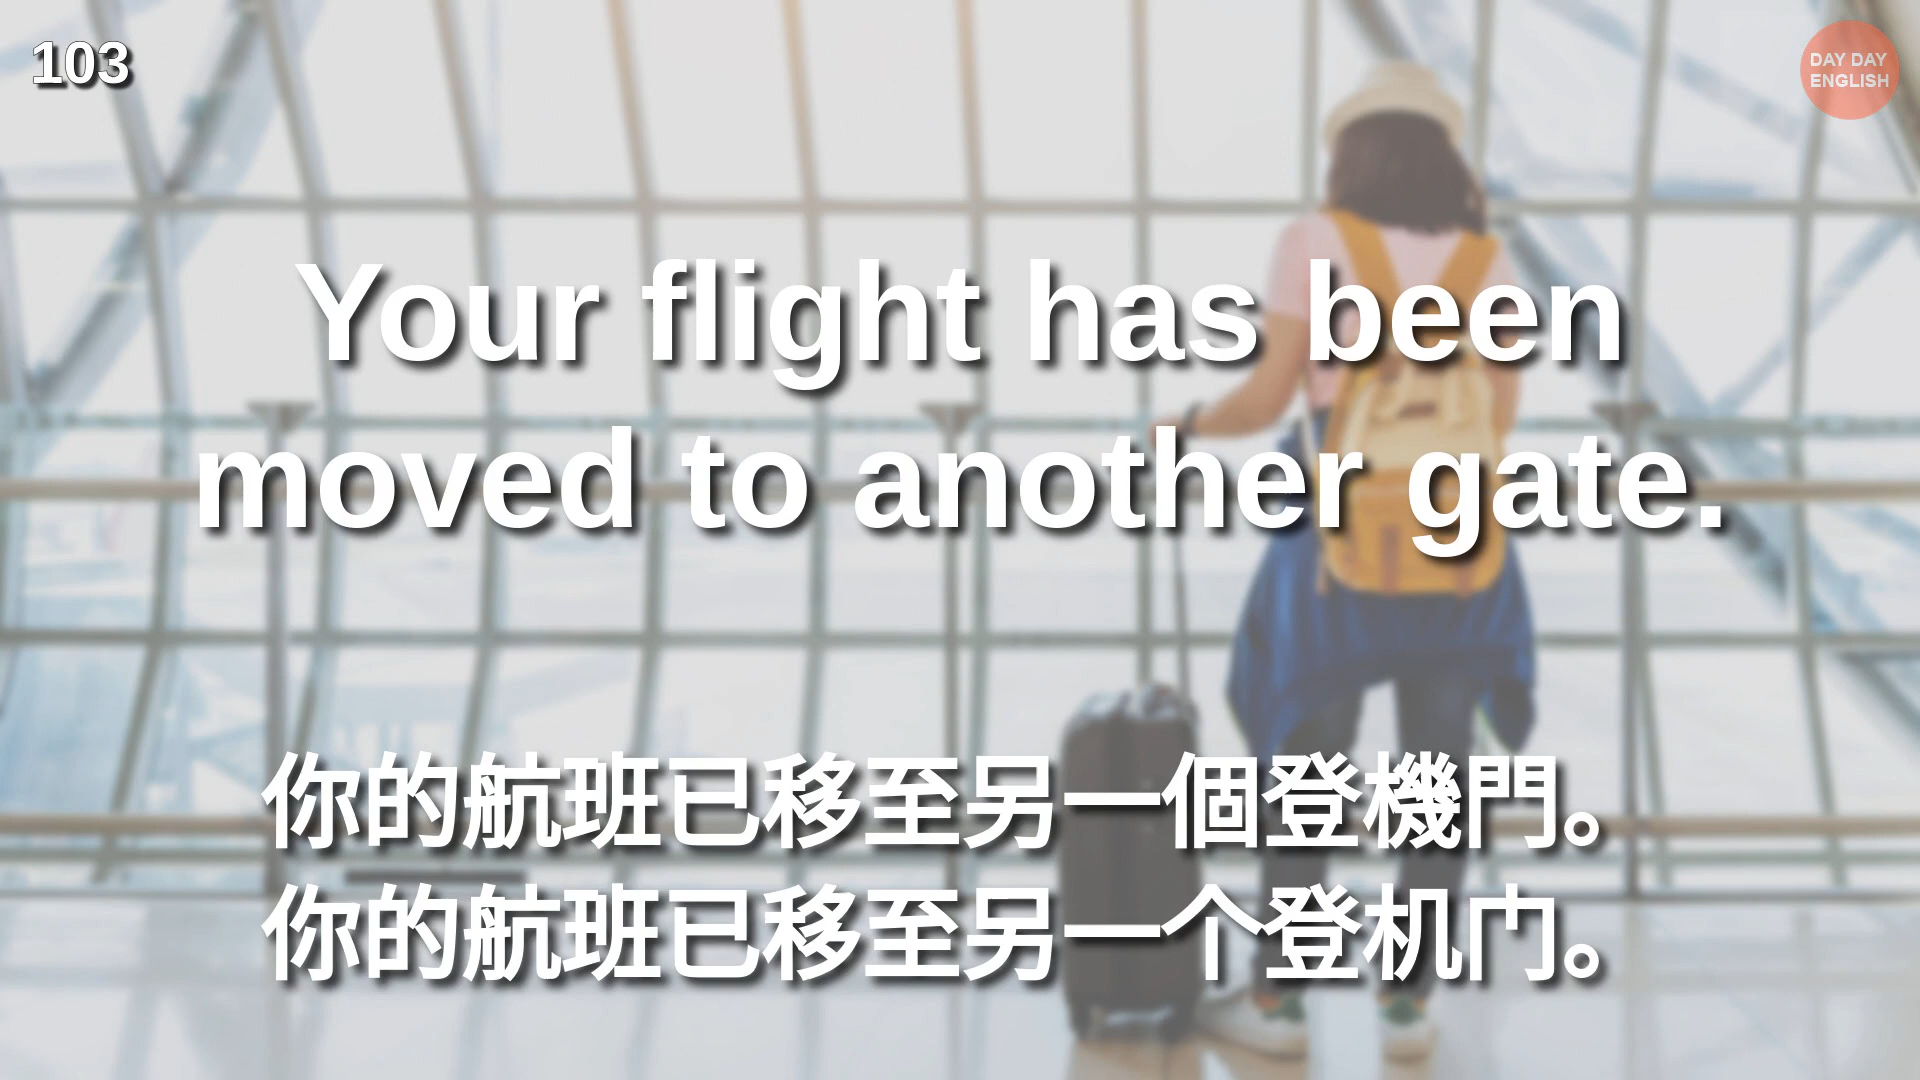 103
DAY DAY
ENGLISH
Your flight has been
moved to another gate.
你的航班已移至另一個登機門。
你的航班已移至另一个登机门。